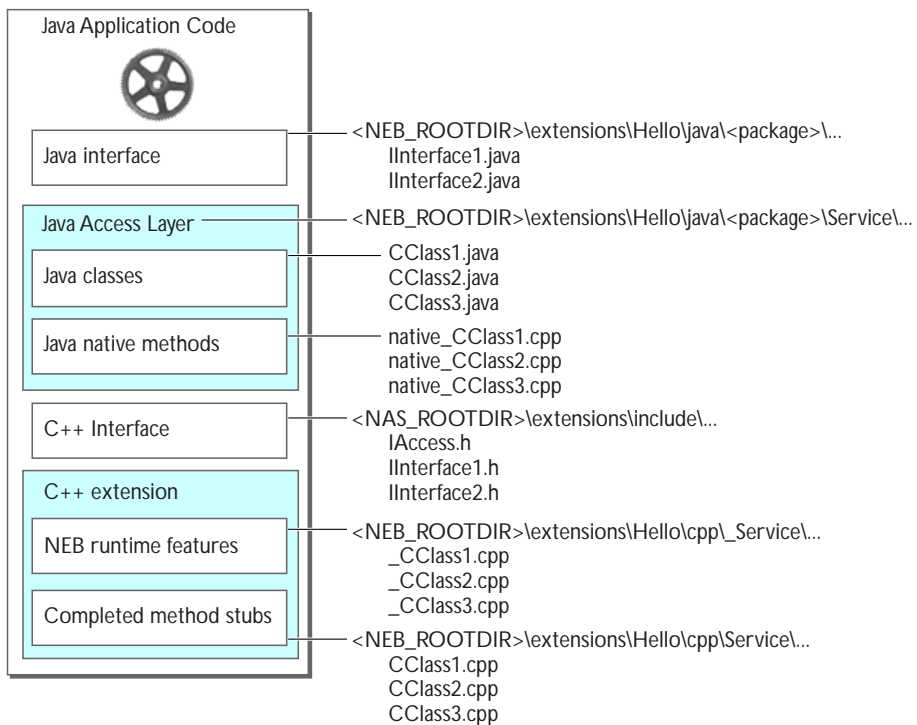 Java Application Code
Java interface
<NEB_ROOTDIR>\extensions\Hello\java\<package>\...
IInterface1.java
IInterface2.java
Java Access Layer
<NEB_ROOTDIR>\extensions\Hello\java\<package>\Service\...
Java classes
CClass1.java
CClass2.java
CClass3.java
Java native methods
native_CClass1.cpp
native_CClass2.cpp
native_CClass3.cpp
C++ Interface
<NAS_ROOTDIR>\extensions\include\...
IAccess.h
IInterface1.h
IInterface2.h
C++ extension
NEB runtime features
<NEB_ROOTDIR>\extensions\Hello\cpp\_Service\...
_CClass1.cpp
_CClass2.cpp
_CClass3.cpp
Completed method stubs
<NEB_ROOTDIR>\extensions\Hello\cpp\Service\...
CClass1.cpp
CClass2.cpp
CClass3.cpp